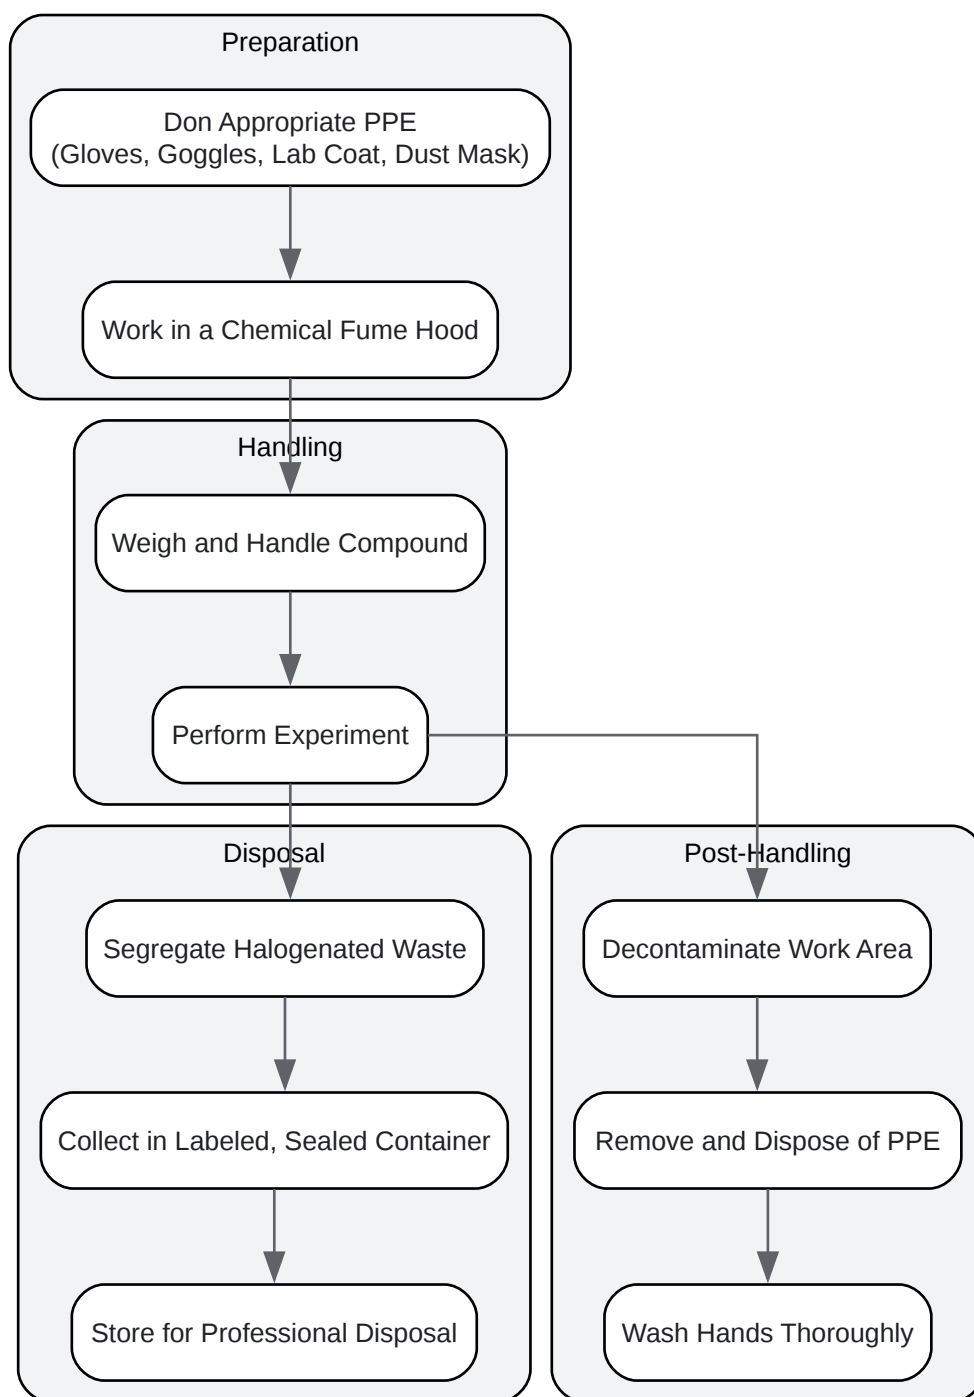 Preparation
Don Appropriate PPE
(Gloves, Goggles, Lab Coat, Dust Mask)
Work in a Chemical Fume Hood
Handling
Weigh and Handle Compound
Perform Experiment
Disposal
Segregate Halogenated Waste
Collect in Labeled, Sealed Container
Store for Professional Disposal
Post-Handling
Decontaminate Work Area
Remove and Dispose of PPE
Wash Hands Thoroughly